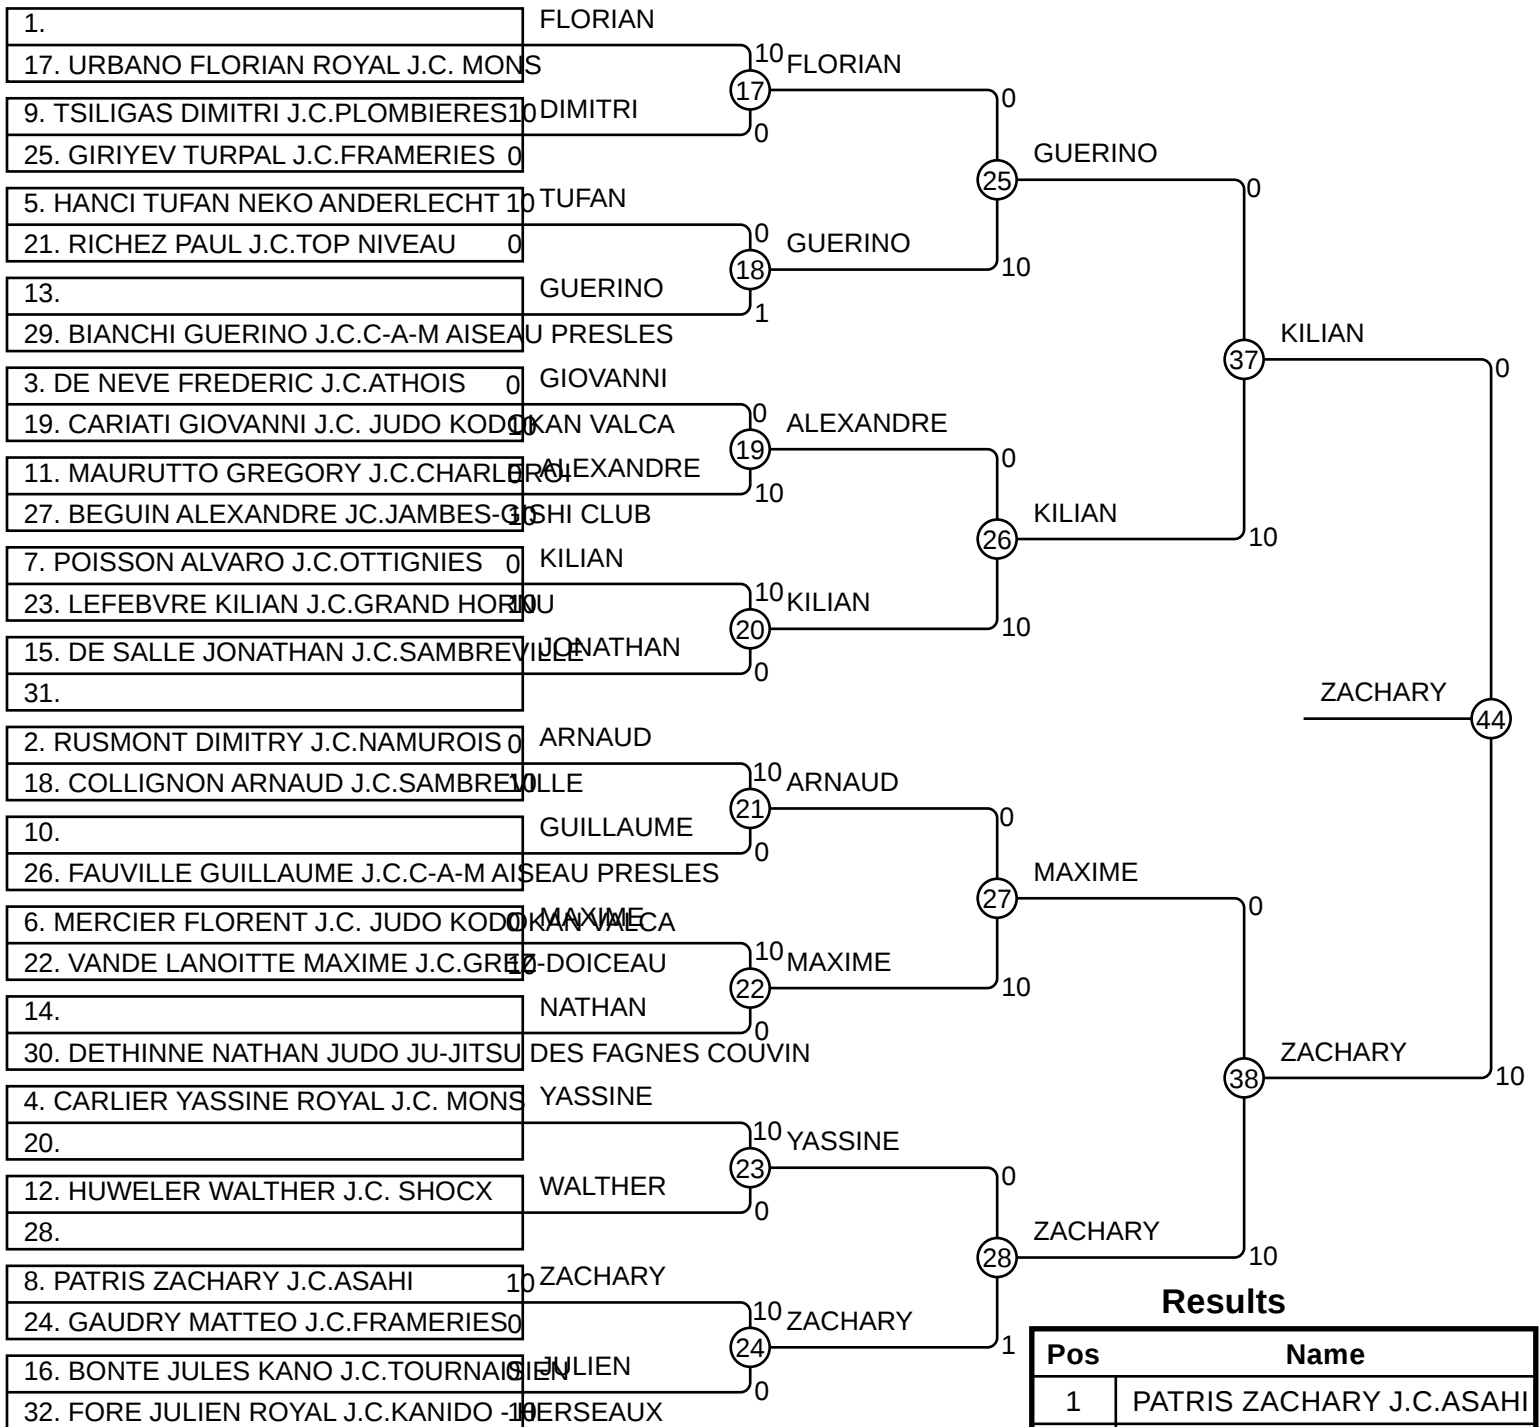 1.
FLORIAN
17. URBANO FLORIAN ROYAL J.C. MONS
10
FLORIAN
17
9. TSILIGAS DIMITRI J.C.PLOMBIERES 10
DIMITRI
0
0
25. GIRIYEV TURPAL J.C.FRAMERIES 0
GUERINO
25
0
5. HANCI TUFAN NEKO ANDERLECHT 10
TUFAN
21. RICHEZ PAUL J.C.TOP NIVEAU 0
0
GUERINO
18
10
13.
GUERINO
1
29. BIANCHI GUERINO J.C.C-A-M AISEAU PRESLES
KILIAN
37
0
3. DE NEVE FREDERIC J.C.ATHOIS 0
GIOVANNI
19. CARIATI GIOVANNI J.C. JUDO KODOKAN VALCA 10
0
ALEXANDRE
19
0
11. MAURUTTO GREGORY J.C.CHARLEROI 0
ALEXANDRE
10
27. BEGUIN ALEXANDRE JC.JAMBES-GISHI CLUB 10
KILIAN
26
10
7. POISSON ALVARO J.C.OTTIGNIES 0
KILIAN
23. LEFEBVRE KILIAN J.C.GRAND HORNU 10
10
KILIAN
20
10
15. DE SALLE JONATHAN J.C.SAMBREVILLE
JONATHAN
0
31.
ZACHARY
44
2. RUSMONT DIMITRY J.C.NAMUROIS 0
ARNAUD
18. COLLIGNON ARNAUD J.C.SAMBREVILLE 10
10
ARNAUD
21
0
10.
GUILLAUME
0
26. FAUVILLE GUILLAUME J.C.C-A-M AISEAU PRESLES
MAXIME
27
0
6. MERCIER FLORENT J.C. JUDO KODOKAN VALCA 0
MAXIME
22. VANDE LANOITTE MAXIME J.C.GREZ-DOICEAU 10
10
MAXIME
22
10
14.
NATHAN
0
30. DETHINNE NATHAN JUDO JU-JITSU DES FAGNES COUVIN
ZACHARY
38
10
4. CARLIER YASSINE ROYAL J.C. MONS
YASSINE
20.
10
YASSINE
23
0
12. HUWELER WALTHER J.C. SHOCX
WALTHER
0
28.
ZACHARY
28
10
8. PATRIS ZACHARY J.C.ASAHI 10
ZACHARY
24. GAUDRY MATTEO J.C.FRAMERIES 0
10
ZACHARY
24
1
16. BONTE JULES KANO J.C.TOURNAISIEN 0
JULIEN
0
32. FORE JULIEN ROYAL J.C.KANIDO - HERSEAUX 10
Results
Pos Name
1 PATRIS ZACHARY J.C.ASAHI